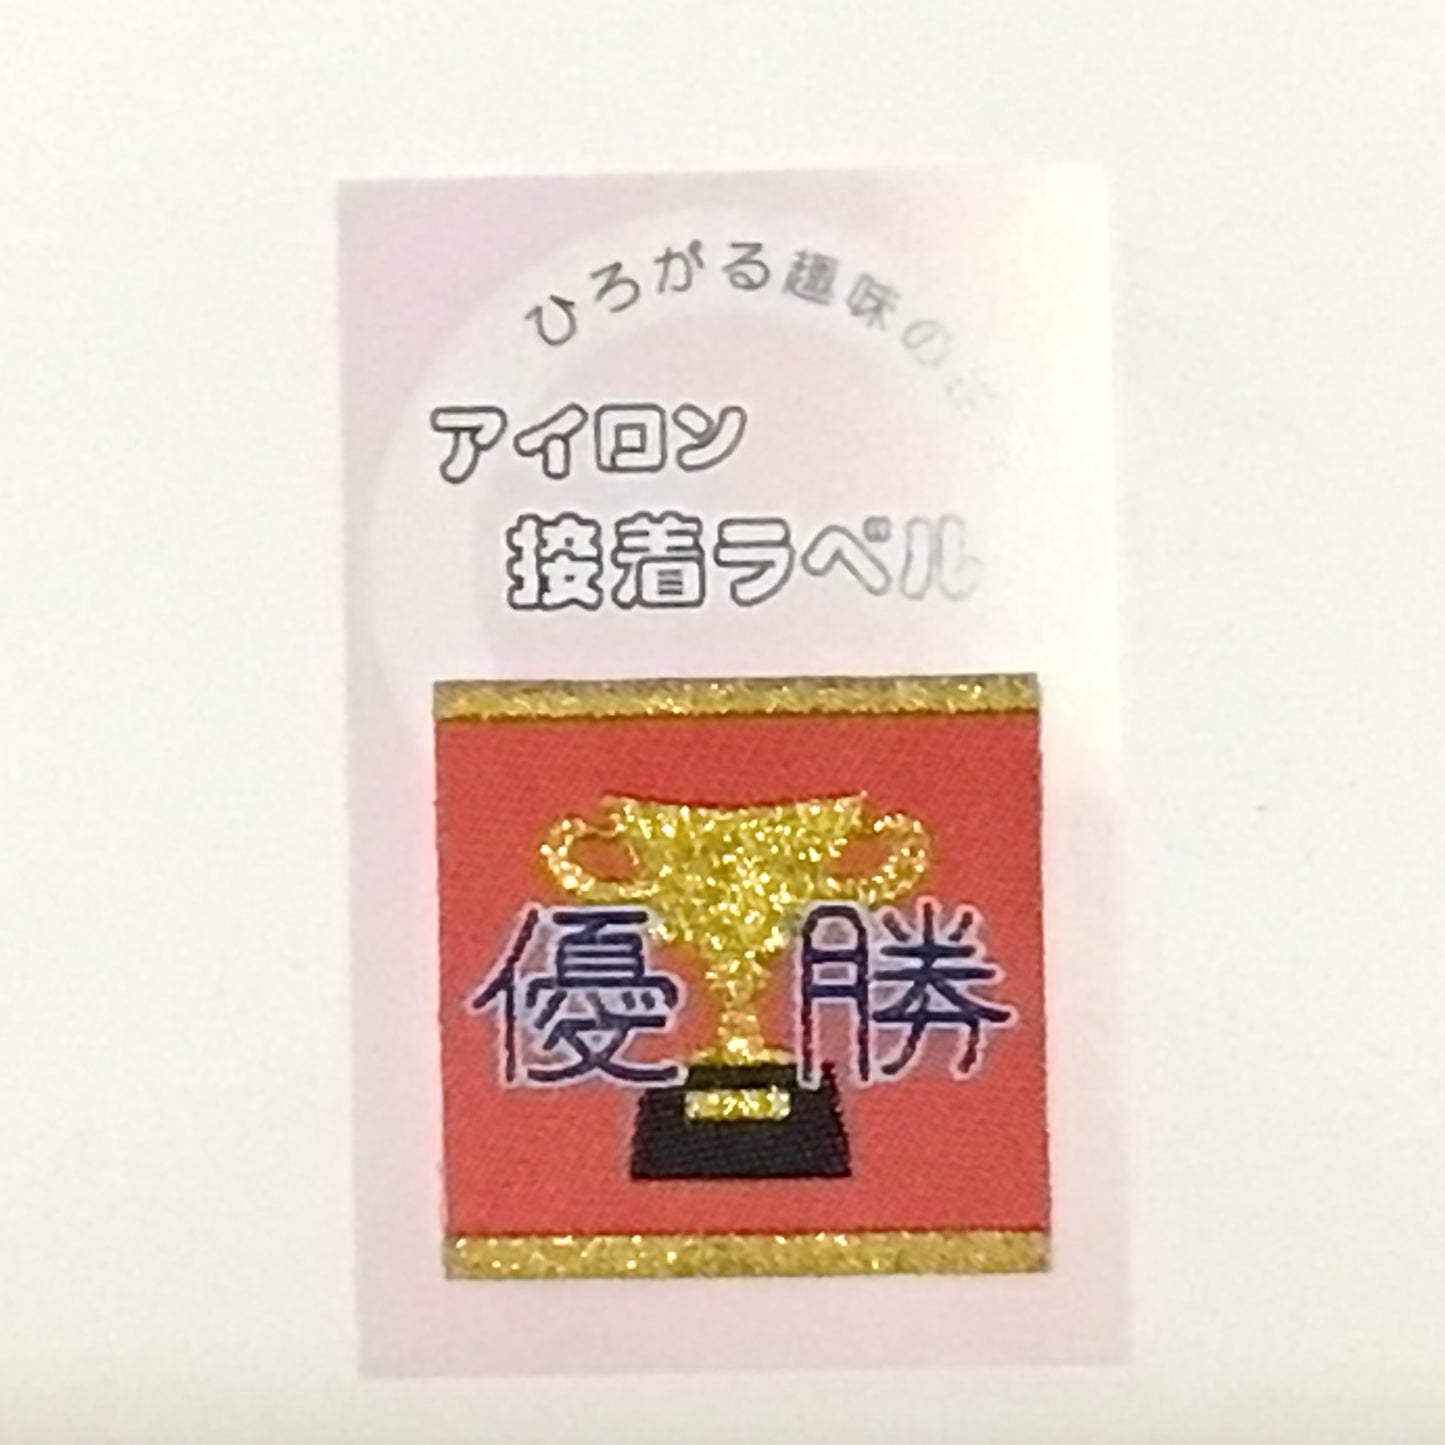 ひろがる趣味の
アイロン
接着ラベル
優勝